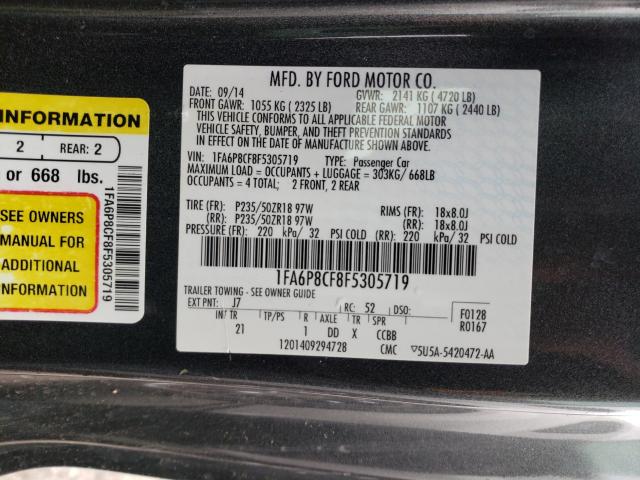 INFORMATION
2 REAR: 2
or 668 lbs.
SEE OWNERS
MANUAL FOR
ADDITIONAL
INFORMATION
1FA6P8CF8F5305719
MFD. BY FORD MOTOR CO.
DATE: 09/14 GVWR: 2141 KG ( 4720 LB)
FRONT GAWR: 1055 KG ( 2325 LB) REAR GAWR: 1107 KG ( 2440 LB)
THIS VEHICLE CONFORMS TO ALL APPLICABLE FEDERAL MOTOR
VEHICLE SAFETY, BUMPER, AND THEFT PREVENTION STANDARDS
IN EFFECT ON THE DATE OF MANUFACTURE SHOWN ABOVE.
VIN: 1FA6P8CF8F5305719 TYPE: Passenger Car
MAXIMUM LOAD = OCCUPANTS + LUGGAGE = 303KG/ 668LB
OCCUPANTS = 4 TOTAL: 2 FRONT, 2 REAR
TIRE (FR): P235/50ZR18 97W RIMS (FR): 18x8.0J
(RR): P235/50ZR18 97W (RR): 18x8.0J
PRESSURE (FR): 220 kPa/ 32 PSI COLD (RR): 220 kPa/ 32 PSI COLD
1FA6P8CF8F5305719
TRAILER TOWING - SEE OWNER GUIDE
EXT PNT: J7 RC: 52 DSO: F0128
INT TR TP/PS R AXLE TR SPR R0167
21 1 DD X CCBB
1201409294728 CMC ▽5U5A-5420472-AA